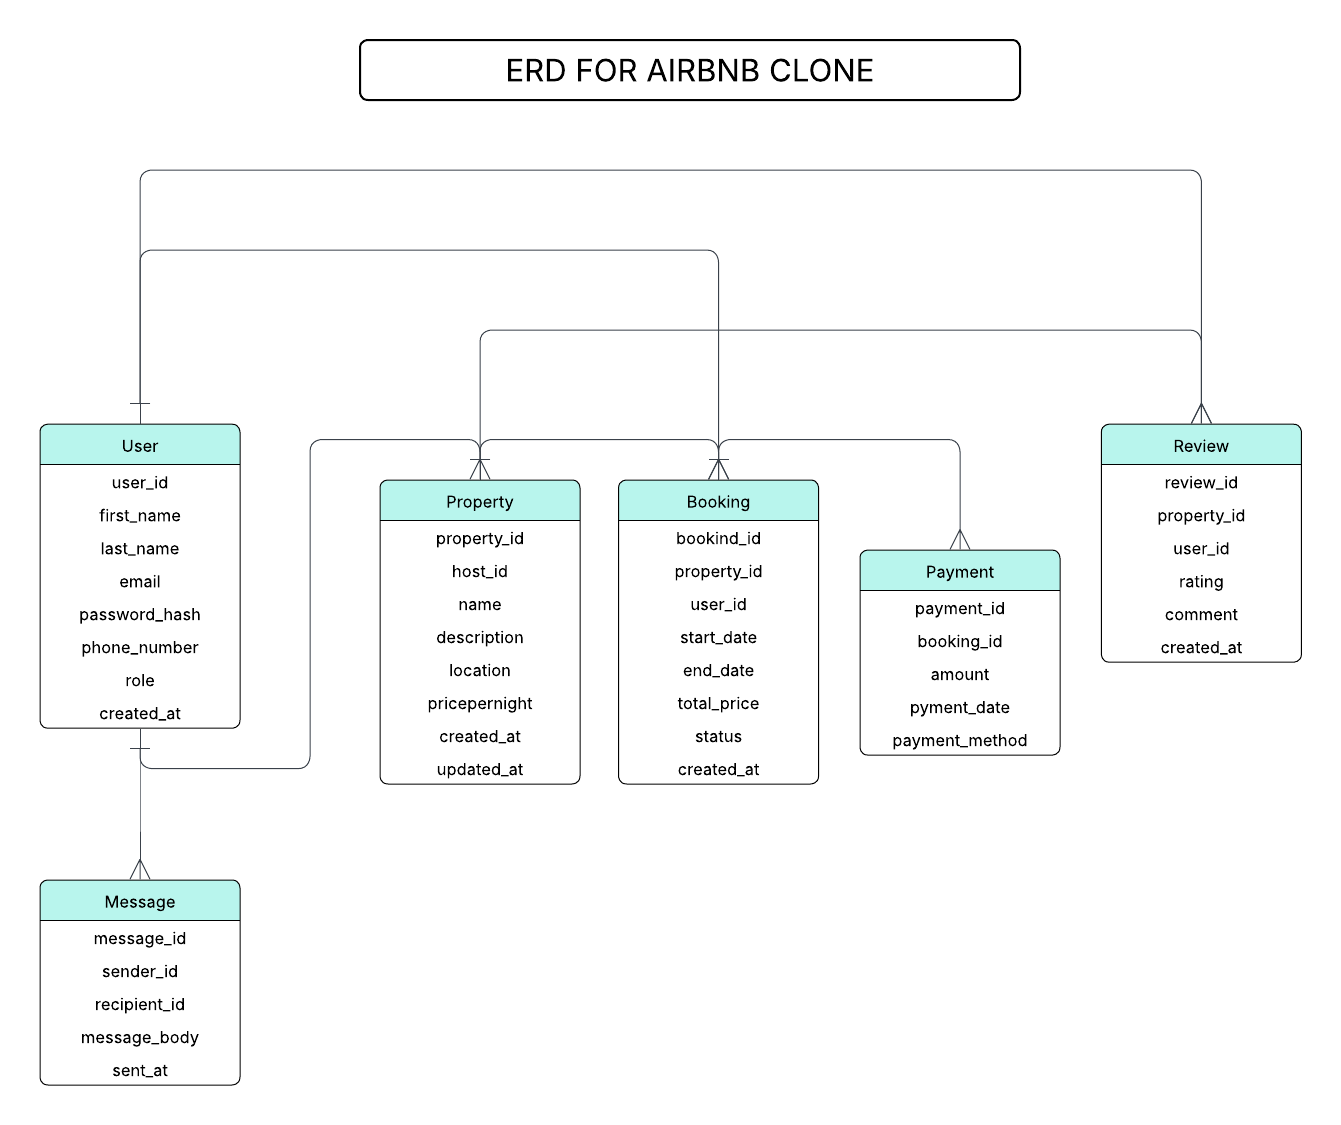 ERD FOR AIRBNB CLONE
User
user_id
first_name
last_name
email
password_hash
phone_number
role
created_at
Property
property_id
host_id
name
description
location
pricepernight
created_at
updated_at
Booking
bookind_id
property_id
user_id
start_date
end_date
total_price
status
created_at
Payment
payment_id
booking_id
amount
pyment_date
payment_method
Review
review_id
property_id
user_id
rating
comment
created_at
Message
message_id
sender_id
recipient_id
message_body
sent_at